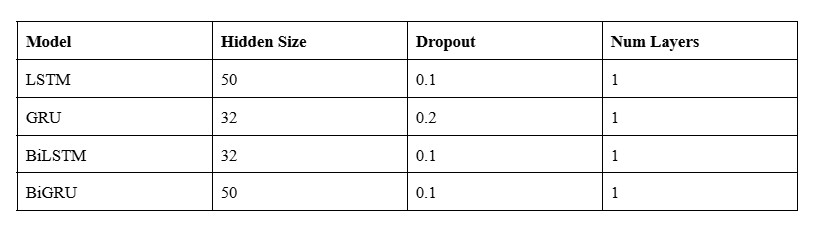 Model Hidden Size Dropout Num Layers
LSTM 50 0.1 1
GRU 32 0.2 1
BiLSTM 32 0.1 1
BiGRU 50 0.1 1